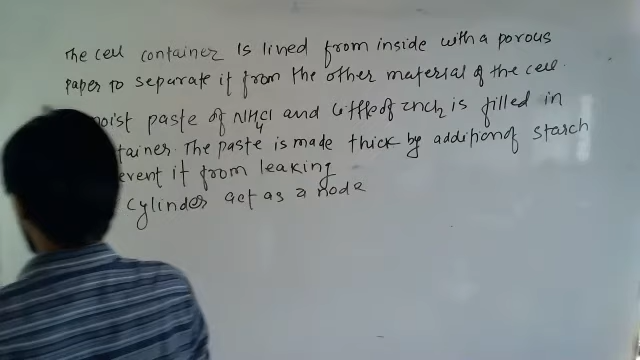 The cell container is lined from inside with a porous
paper to separate it from the other material of the cell.
moist paste of NH4Cl and little of ZnCl2 is filled in
tainer. The paste is made thick by addition of starch
event it from leaking
cylinder act as anode